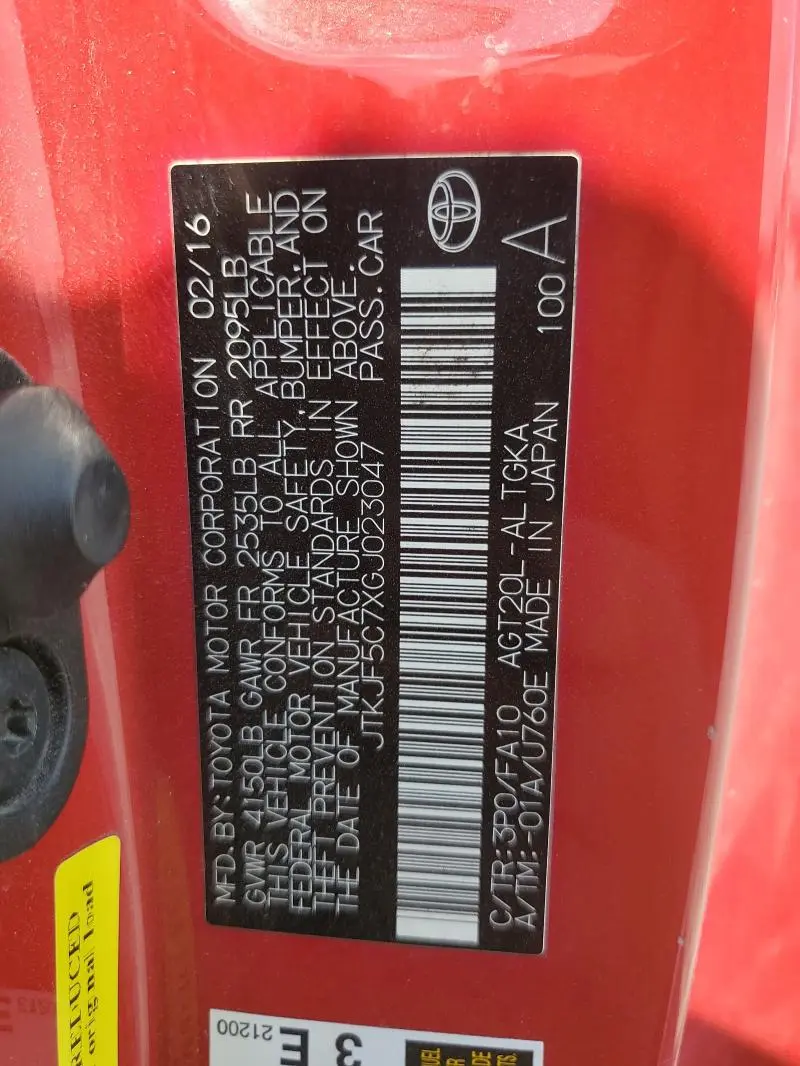 MFD. BY: TOYOTA MOTOR CORPORATION 02/16
GVWR 4150LB GAWR FR 2535LB RR 2095LB
THIS VEHICLE CONFORMS TO ALL APPLICABLE
FEDERAL MOTOR VEHICLE SAFETY, BUMPER, AND
THEFT PREVENTION STANDARDS IN EFFECT ON
THE DATE OF MANUFACTURE SHOWN ABOVE.
JTKJF5C7XGJ023047 PASS. CAR
C/TR: 3P0/FA10 AGT20L-ALTGKA
A/TM: -01A/U760E MADE IN JAPAN
100 A
RELUCED
orignal load
21200
E
3